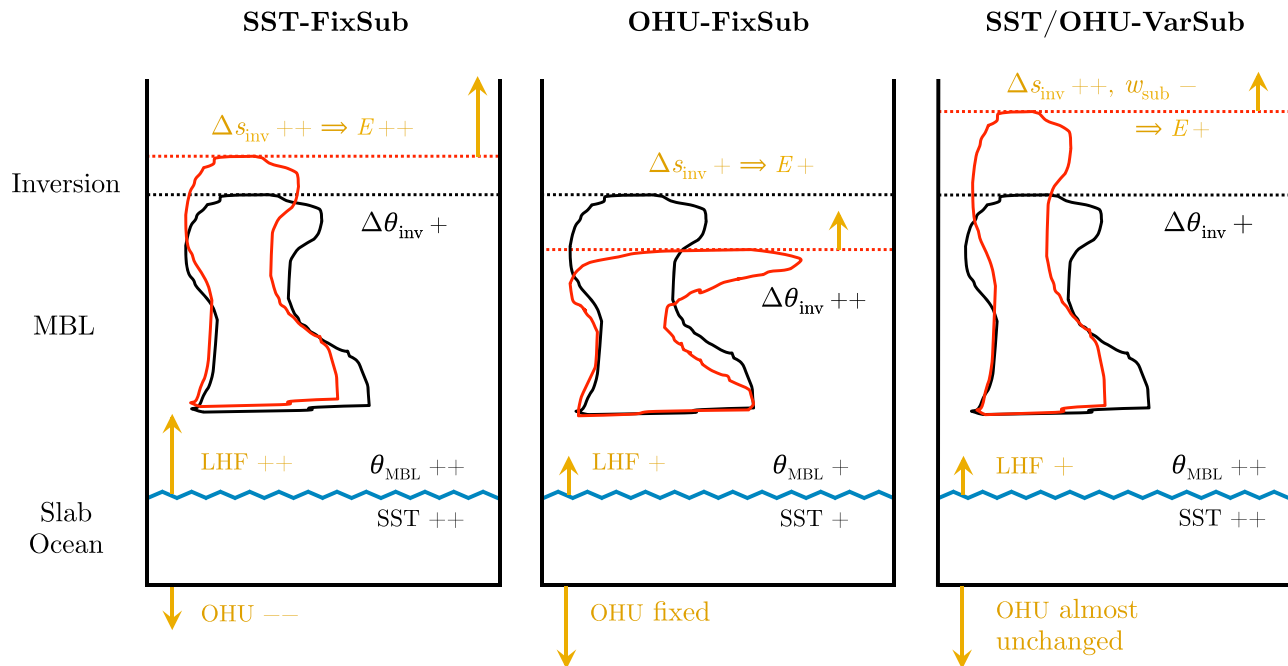 SST-FixSub
OHU-FixSub
SST/OHU-VarSub
Inversion
MBL
Slab
Ocean
Δs_inv ++ ⟹ E ++
Δθ_inv +
LHF ++
θ_MBL ++
SST ++
OHU −−
Δs_inv + ⟹ E +
Δθ_inv ++
LHF +
θ_MBL +
SST +
OHU fixed
Δs_inv ++, w_sub −
⟹ E +
Δθ_inv +
LHF +
θ_MBL ++
SST ++
OHU almost
unchanged